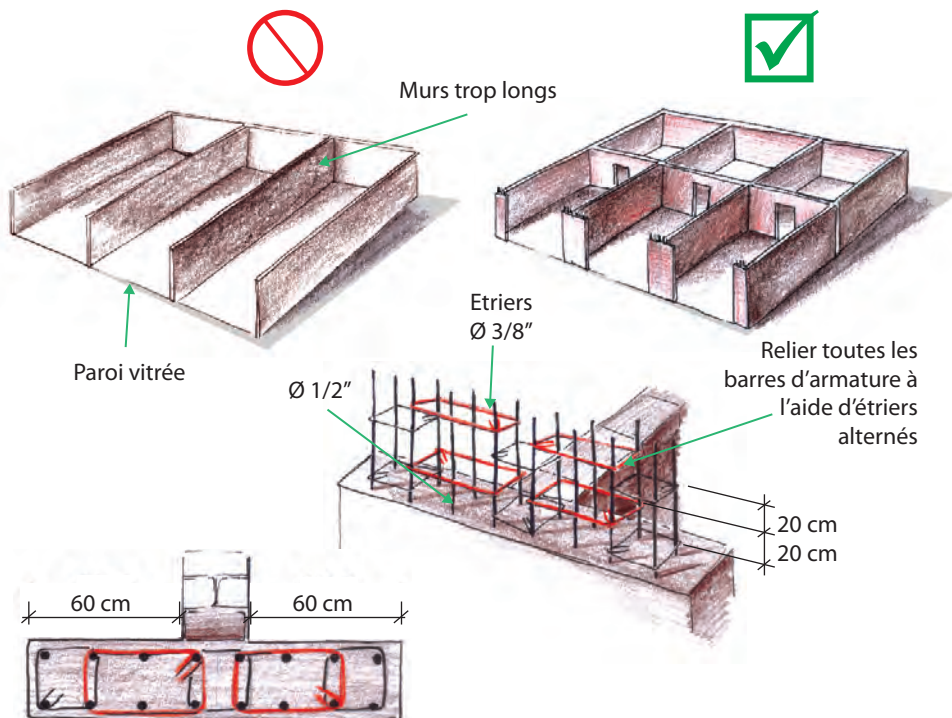 Murs trop longs
Paroi vitrée
Etriers
Ø 3/8”
Ø 1/2”
Relier toutes les
barres d’armature à
l’aide d’étriers
alternés
20 cm
20 cm
60 cm
60 cm